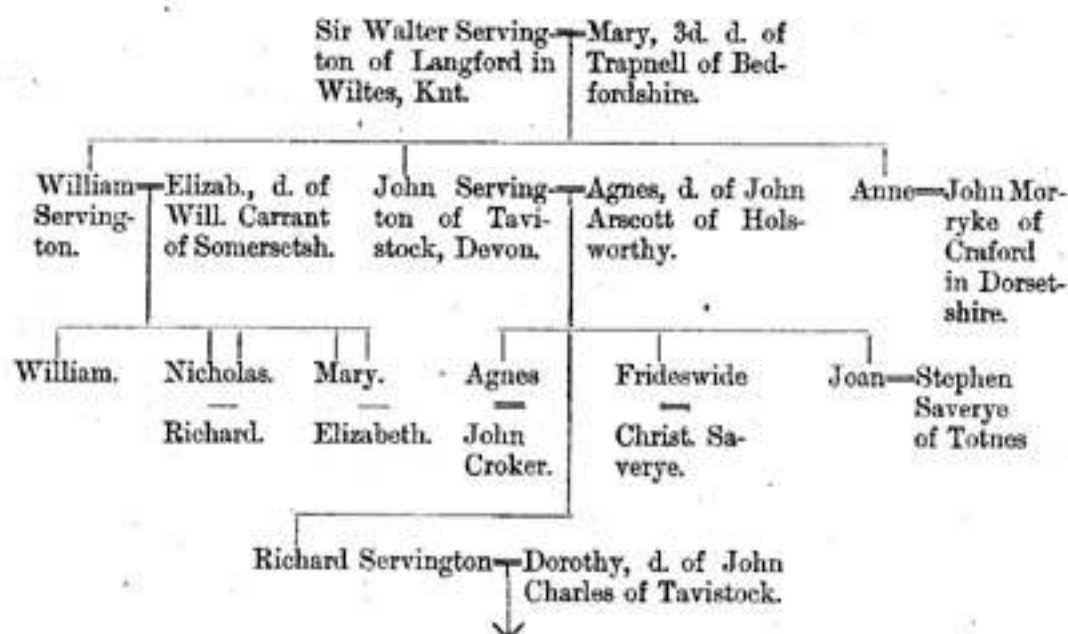 Sir Walter Serving-
ton of Langford in
Wiltes, Knt.
Mary, 3d. d. of
Trapnell of Bed-
fordshire.
William
Serving-
ton.
Elizab., d. of
Will. Carrant
of Somersetsh.
John Serving-
ton of Tavi-
stock, Devon.
Agnes, d. of John
Arscott of Hols-
worthy.
Anne
John Mor-
ryke of
Craford
in Dorset-
shire.
William.
Nicholas.
Richard.
Mary.
Elizabeth.
Agnes
John
Croker.
Frideswide
Christ. Sa-
verye.
Joan
Stephen
Saverye
of Totnes
Richard Servington
Dorothy, d. of John
Charles of Tavistock.